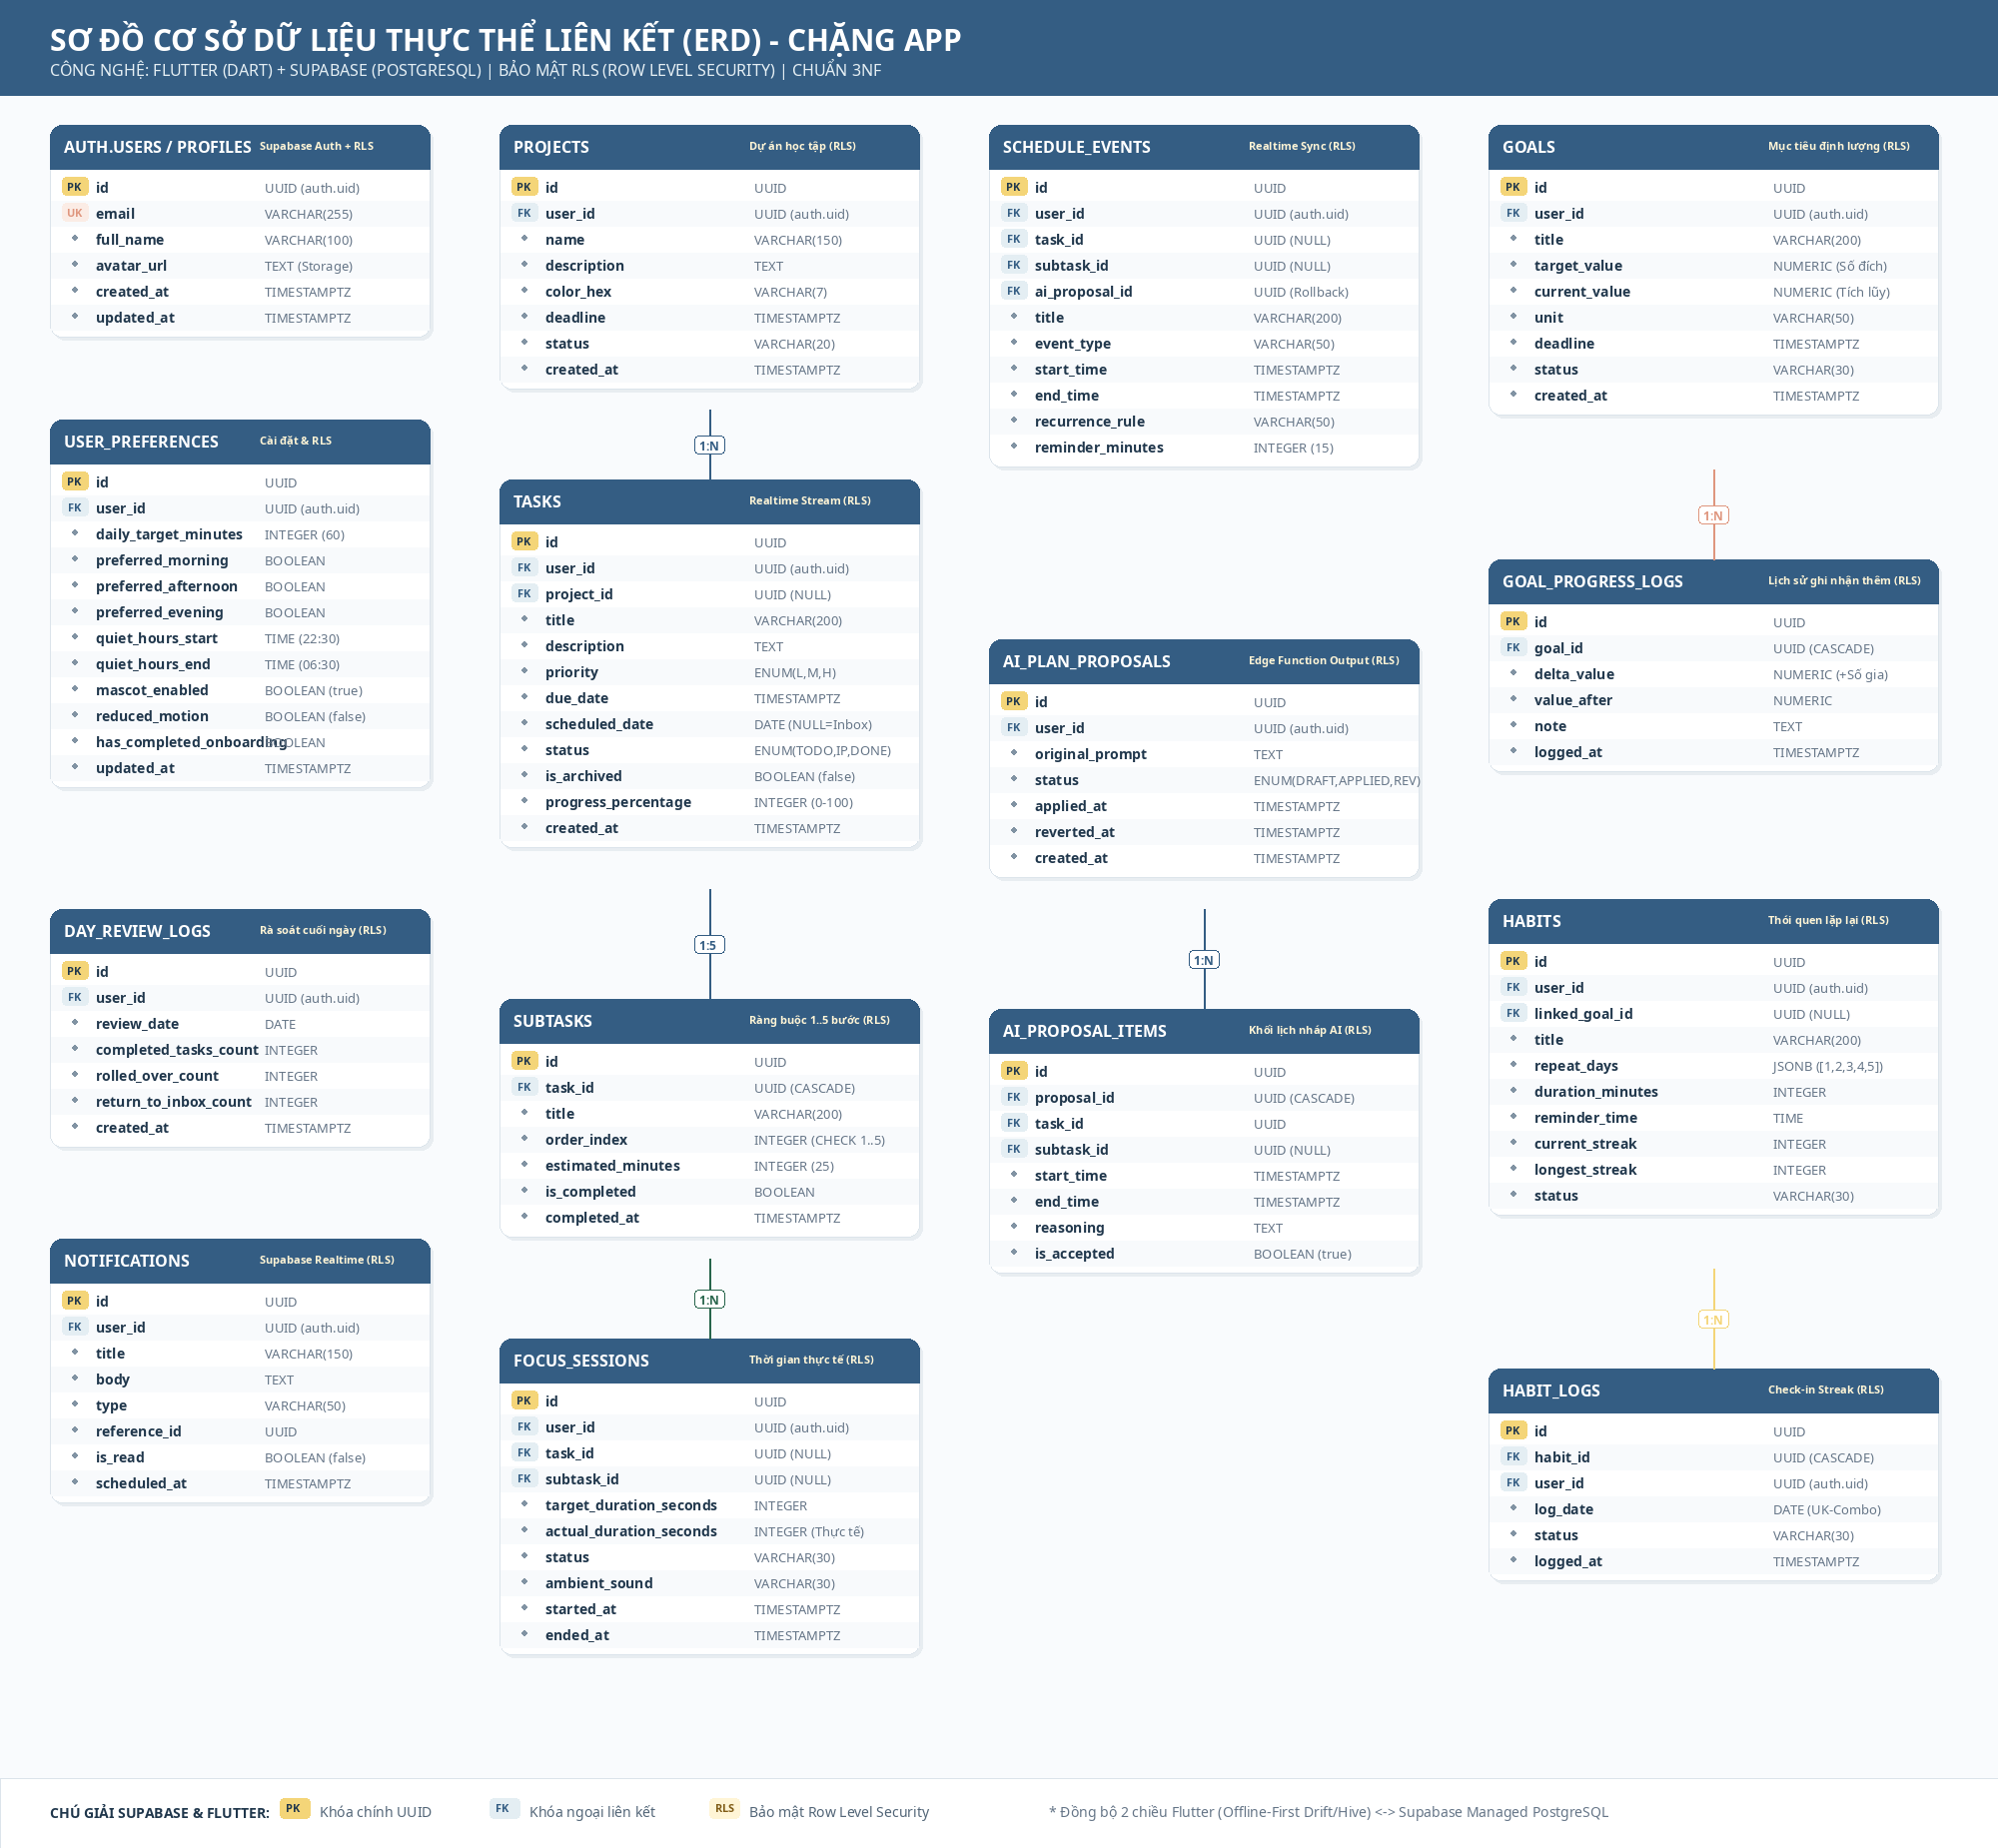 SƠ ĐỒ CƠ SỞ DỮ LIỆU THỰC THỂ LIÊN KẾT (ERD) - CHẶNG APP
CÔNG NGHỆ: FLUTTER (DART) + SUPABASE (POSTGRESQL) | BẢO MẬT RLS (ROW LEVEL SECURITY) | CHUẨN 3NF
AUTH.USERS / PROFILES Supabase Auth + RLS
PK id UUID (auth.uid)
UK email VARCHAR(255)
full_name VARCHAR(100)
avatar_url TEXT (Storage)
created_at TIMESTAMPTZ
updated_at TIMESTAMPTZ
USER_PREFERENCES Cài đặt & RLS
PK id UUID
FK user_id UUID (auth.uid)
daily_target_minutes INTEGER (60)
preferred_morning BOOLEAN
preferred_afternoon BOOLEAN
preferred_evening BOOLEAN
quiet_hours_start TIME (22:30)
quiet_hours_end TIME (06:30)
mascot_enabled BOOLEAN (true)
reduced_motion BOOLEAN (false)
has_completed_onboarding BOOLEAN
updated_at TIMESTAMPTZ
DAY_REVIEW_LOGS Rà soát cuối ngày (RLS)
PK id UUID
FK user_id UUID (auth.uid)
review_date DATE
completed_tasks_count INTEGER
rolled_over_count INTEGER
return_to_inbox_count INTEGER
created_at TIMESTAMPTZ
NOTIFICATIONS Supabase Realtime (RLS)
PK id UUID
FK user_id UUID (auth.uid)
title VARCHAR(150)
body TEXT
type VARCHAR(50)
reference_id UUID
is_read BOOLEAN (false)
scheduled_at TIMESTAMPTZ
PROJECTS Dự án học tập (RLS)
PK id UUID
FK user_id UUID (auth.uid)
name VARCHAR(150)
description TEXT
color_hex VARCHAR(7)
deadline TIMESTAMPTZ
status VARCHAR(20)
created_at TIMESTAMPTZ
1:N
TASKS Realtime Stream (RLS)
PK id UUID
FK user_id UUID (auth.uid)
FK project_id UUID (NULL)
title VARCHAR(200)
description TEXT
priority ENUM(L,M,H)
due_date TIMESTAMPTZ
scheduled_date DATE (NULL=Inbox)
status ENUM(TODO,IP,DONE)
is_archived BOOLEAN (false)
progress_percentage INTEGER (0-100)
created_at TIMESTAMPTZ
1:5
SUBTASKS Ràng buộc 1..5 bước (RLS)
PK id UUID
FK task_id UUID (CASCADE)
title VARCHAR(200)
order_index INTEGER (CHECK 1..5)
estimated_minutes INTEGER (25)
is_completed BOOLEAN
completed_at TIMESTAMPTZ
1:N
FOCUS_SESSIONS Thời gian thực tế (RLS)
PK id UUID
FK user_id UUID (auth.uid)
FK task_id UUID (NULL)
FK subtask_id UUID (NULL)
target_duration_seconds INTEGER
actual_duration_seconds INTEGER (Thực tế)
status VARCHAR(30)
ambient_sound VARCHAR(30)
started_at TIMESTAMPTZ
ended_at TIMESTAMPTZ
SCHEDULE_EVENTS Realtime Sync (RLS)
PK id UUID
FK user_id UUID (auth.uid)
FK task_id UUID (NULL)
FK subtask_id UUID (NULL)
FK ai_proposal_id UUID (Rollback)
title VARCHAR(200)
event_type VARCHAR(50)
start_time TIMESTAMPTZ
end_time TIMESTAMPTZ
recurrence_rule VARCHAR(50)
reminder_minutes INTEGER (15)
AI_PLAN_PROPOSALS Edge Function Output (RLS)
PK id UUID
FK user_id UUID (auth.uid)
original_prompt TEXT
status ENUM(DRAFT,APPLIED,REV)
applied_at TIMESTAMPTZ
reverted_at TIMESTAMPTZ
created_at TIMESTAMPTZ
1:N
AI_PROPOSAL_ITEMS Khối lịch nháp AI (RLS)
PK id UUID
FK proposal_id UUID (CASCADE)
FK task_id UUID
FK subtask_id UUID (NULL)
start_time TIMESTAMPTZ
end_time TIMESTAMPTZ
reasoning TEXT
is_accepted BOOLEAN (true)
GOALS Mục tiêu định lượng (RLS)
PK id UUID
FK user_id UUID (auth.uid)
title VARCHAR(200)
target_value NUMERIC (Số đích)
current_value NUMERIC (Tích lũy)
unit VARCHAR(50)
deadline TIMESTAMPTZ
status VARCHAR(30)
created_at TIMESTAMPTZ
1:N
GOAL_PROGRESS_LOGS Lịch sử ghi nhận thêm (RLS)
PK id UUID
FK goal_id UUID (CASCADE)
delta_value NUMERIC (+Số gia)
value_after NUMERIC
note TEXT
logged_at TIMESTAMPTZ
HABITS Thói quen lặp lại (RLS)
PK id UUID
FK user_id UUID (auth.uid)
FK linked_goal_id UUID (NULL)
title VARCHAR(200)
repeat_days JSONB ([1,2,3,4,5])
duration_minutes INTEGER
reminder_time TIME
current_streak INTEGER
longest_streak INTEGER
status VARCHAR(30)
1:N
HABIT_LOGS Check-in Streak (RLS)
PK id UUID
FK habit_id UUID (CASCADE)
FK user_id UUID (auth.uid)
log_date DATE (UK-Combo)
status VARCHAR(30)
logged_at TIMESTAMPTZ
CHÚ GIẢI SUPABASE & FLUTTER: PK Khóa chính UUID FK Khóa ngoại liên kết RLS Bảo mật Row Level Security * Đồng bộ 2 chiều Flutter (Offline-First Drift/Hive) <-> Supabase Managed PostgreSQL